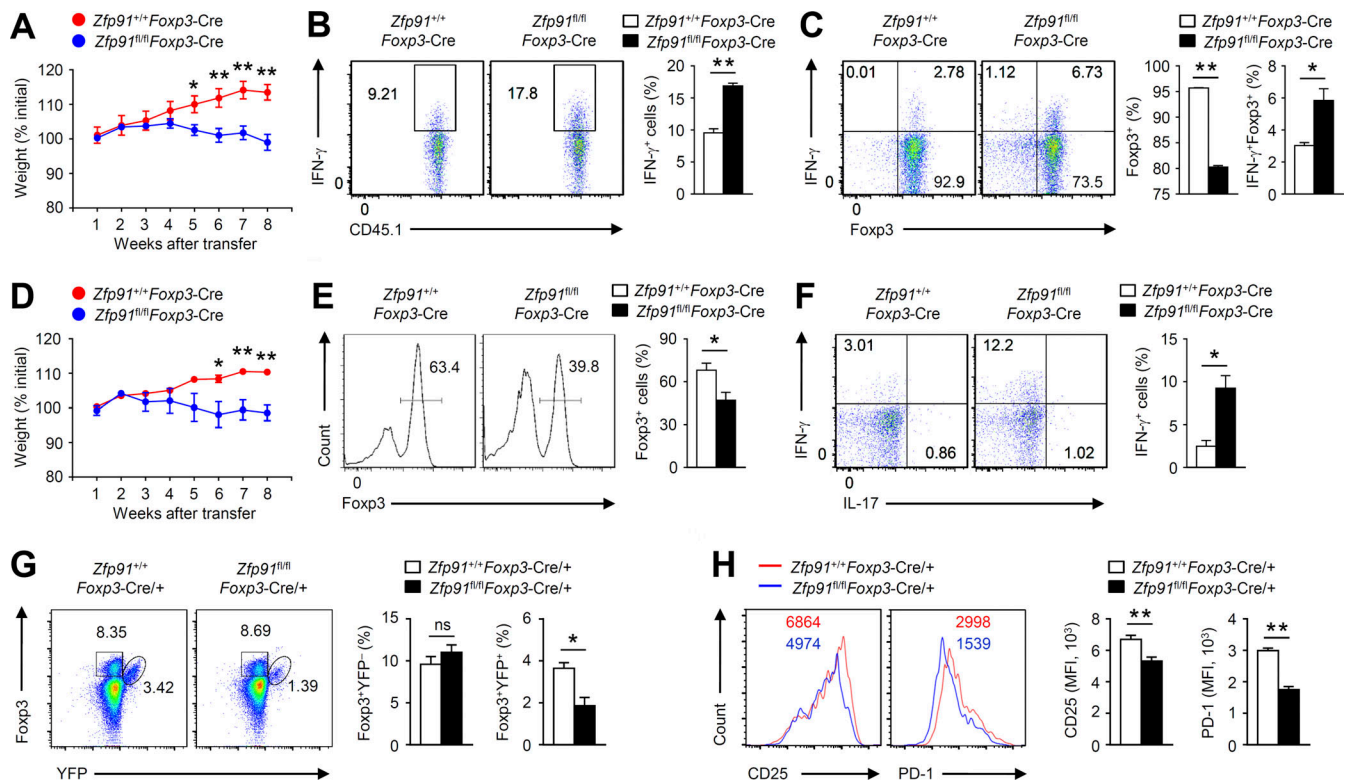 A
Zfp91+/+Foxp3-Cre
Zfp91fl/flFoxp3-Cre
Weight (% initial)
120
110
100
90
80
* ** ** **
1 2 3 4 5 6 7 8
Weeks after transfer
B
Zfp91+/+
Foxp3-Cre
Zfp91fl/fl
Foxp3-Cre
IFN-γ
0
9.21
17.8
0
CD45.1
Zfp91+/+Foxp3-Cre
Zfp91fl/flFoxp3-Cre
IFN-γ+ cells (%)
20
15
10
5
0
**
C
Zfp91+/+
Foxp3-Cre
Zfp91fl/fl
Foxp3-Cre
IFN-γ
0
0.01 2.78
92.9
1.12 6.73
73.5
0
Foxp3
Zfp91+/+Foxp3-Cre
Zfp91fl/flFoxp3-Cre
Foxp3+ (%)
100
95
90
85
80
75
**
IFN-γ+Foxp3+ (%)
8
6
4
2
0
*
D
Zfp91+/+Foxp3-Cre
Zfp91fl/flFoxp3-Cre
Weight (% initial)
120
110
100
90
80
* ** **
1 2 3 4 5 6 7 8
Weeks after transfer
E
Zfp91+/+
Foxp3-Cre
Zfp91fl/fl
Foxp3-Cre
Count
63.4
39.8
0
Foxp3
Zfp91+/+Foxp3-Cre
Zfp91fl/flFoxp3-Cre
Foxp3+ cells (%)
90
60
30
0
*
F
Zfp91+/+
Foxp3-Cre
Zfp91fl/fl
Foxp3-Cre
IFN-γ
0
3.01
0.86
12.2
1.02
0
IL-17
Zfp91+/+Foxp3-Cre
Zfp91fl/flFoxp3-Cre
IFN-γ+ cells (%)
15
10
5
0
*
G
Zfp91+/+
Foxp3-Cre/+
Zfp91fl/fl
Foxp3-Cre/+
Foxp3
8.35
3.42
8.69
1.39
YFP
Zfp91+/+Foxp3-Cre/+
Zfp91fl/flFoxp3-Cre/+
Foxp3+YFP− (%)
15
10
5
0
ns
Foxp3+YFP+ (%)
6
4
2
0
*
H
Zfp91+/+Foxp3-Cre/+
Zfp91fl/flFoxp3-Cre/+
Count
6864
4974
CD25
2998
1539
PD-1
Zfp91+/+Foxp3-Cre/+
Zfp91fl/flFoxp3-Cre/+
CD25 (MFI, 10³)
8
6
4
2
0
**
PD-1 (MFI, 10³)
4
3
2
1
0
**